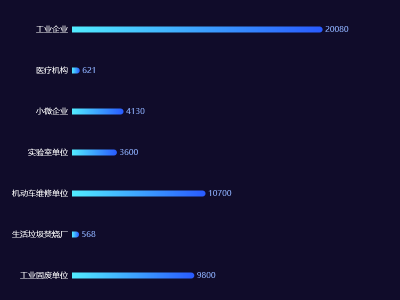 工业企业 20080
医疗机构 621
小微企业 4130
实验室单位 3600
机动车维修单位 10700
生活垃圾焚烧厂 568
工业固废单位 9800